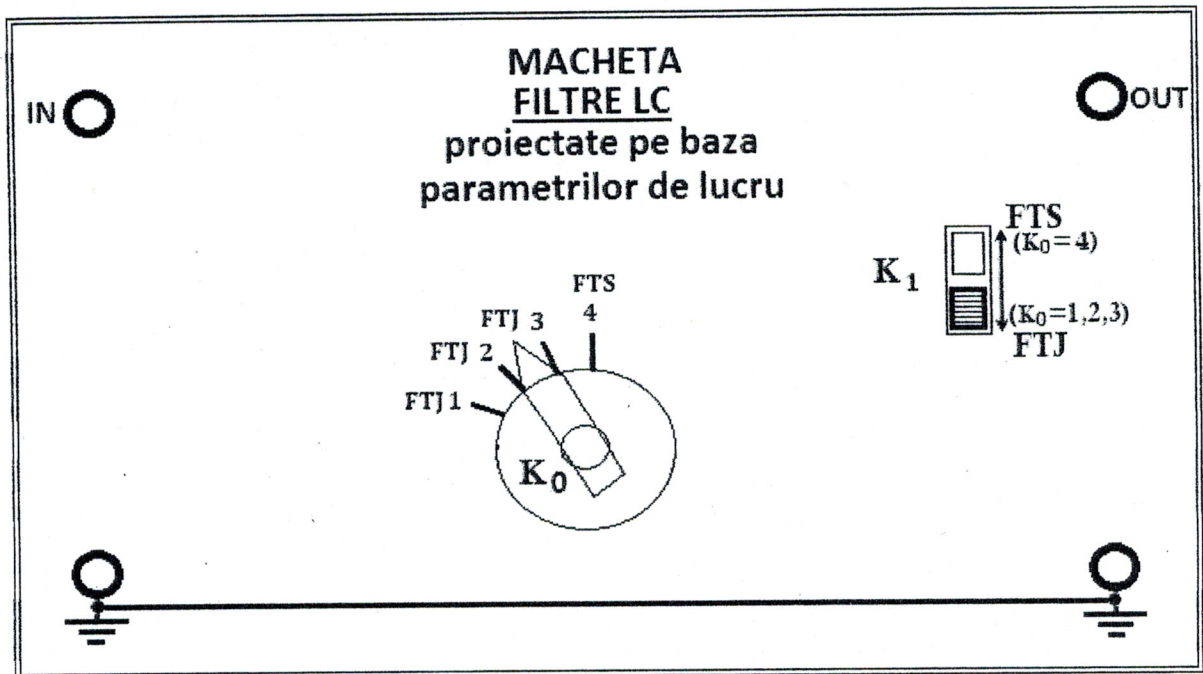 MACHETA
FILTRE LC
proiectate pe baza
parametrilor de lucru
IN
OUT
FTS
(K₀=4)
K₁
(K₀=1,2,3)
FTJ
FTS
4
FTJ 3
FTJ 2
FTJ 1
K₀